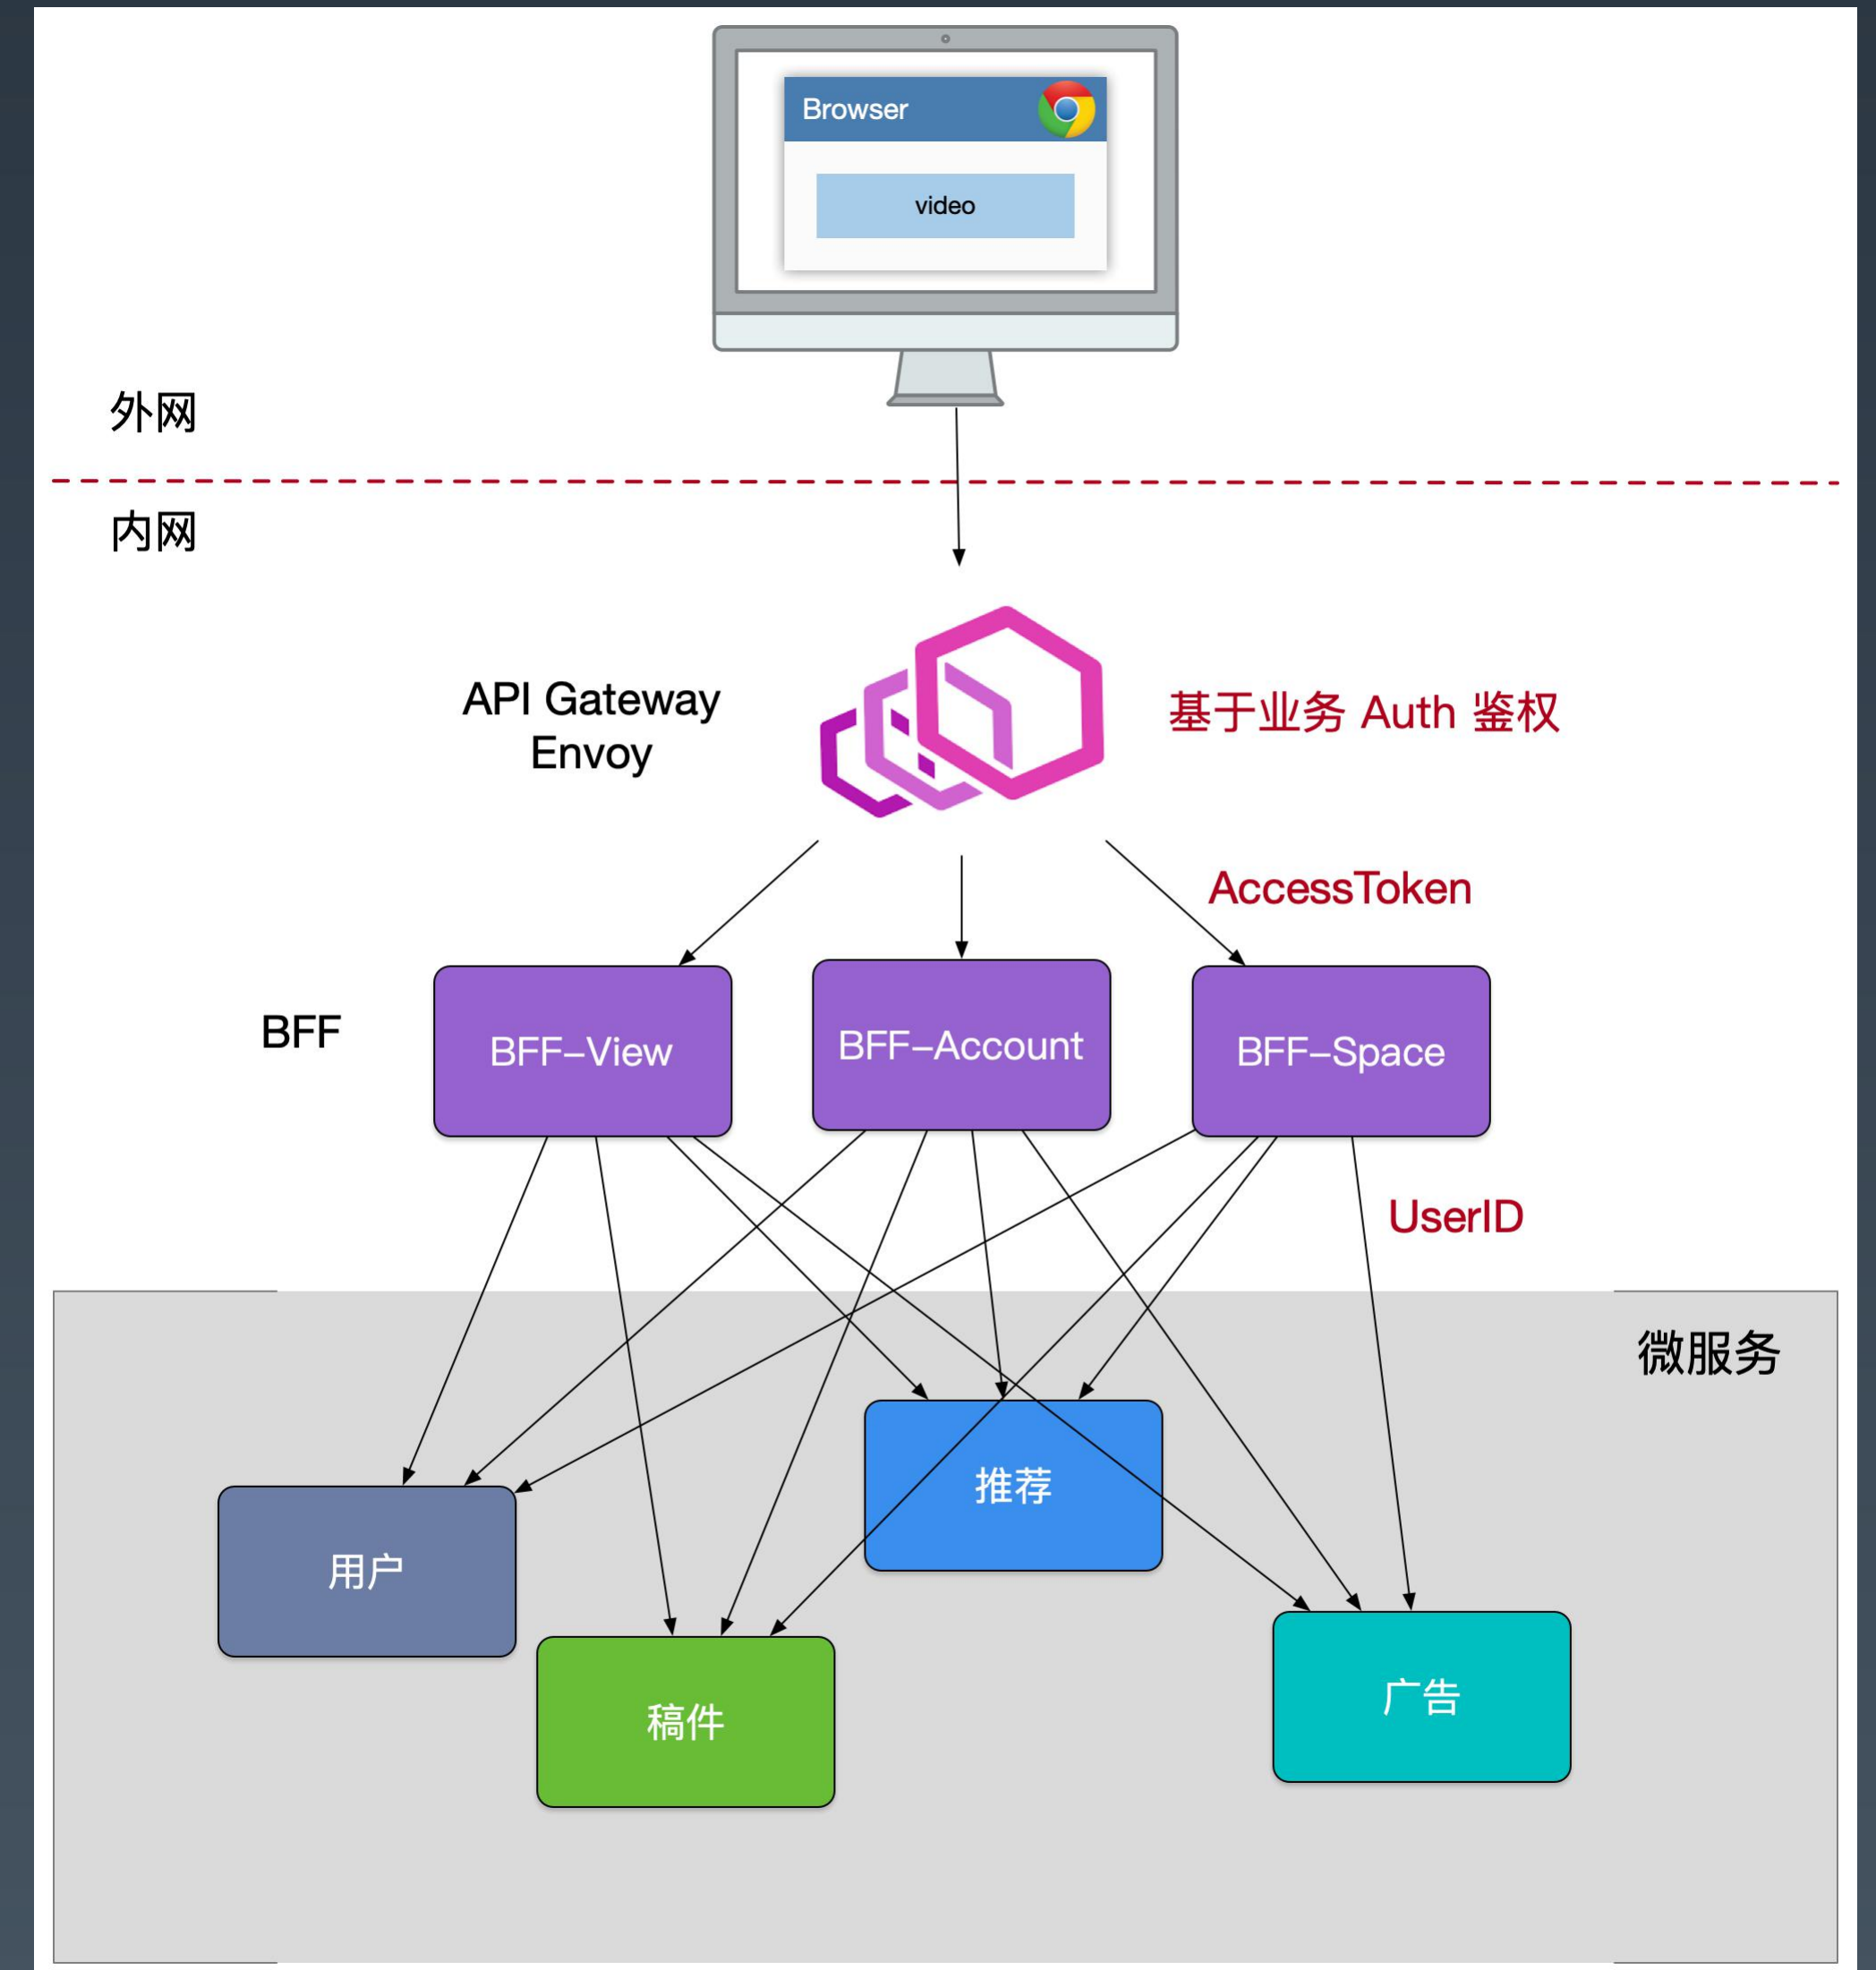 Browser
video
外网
内网
API Gateway
Envoy
基于业务 Auth 鉴权
AccessToken
BFF
BFF–View
BFF–Account
BFF–Space
UserID
微服务
推荐
用户
稿件
广告